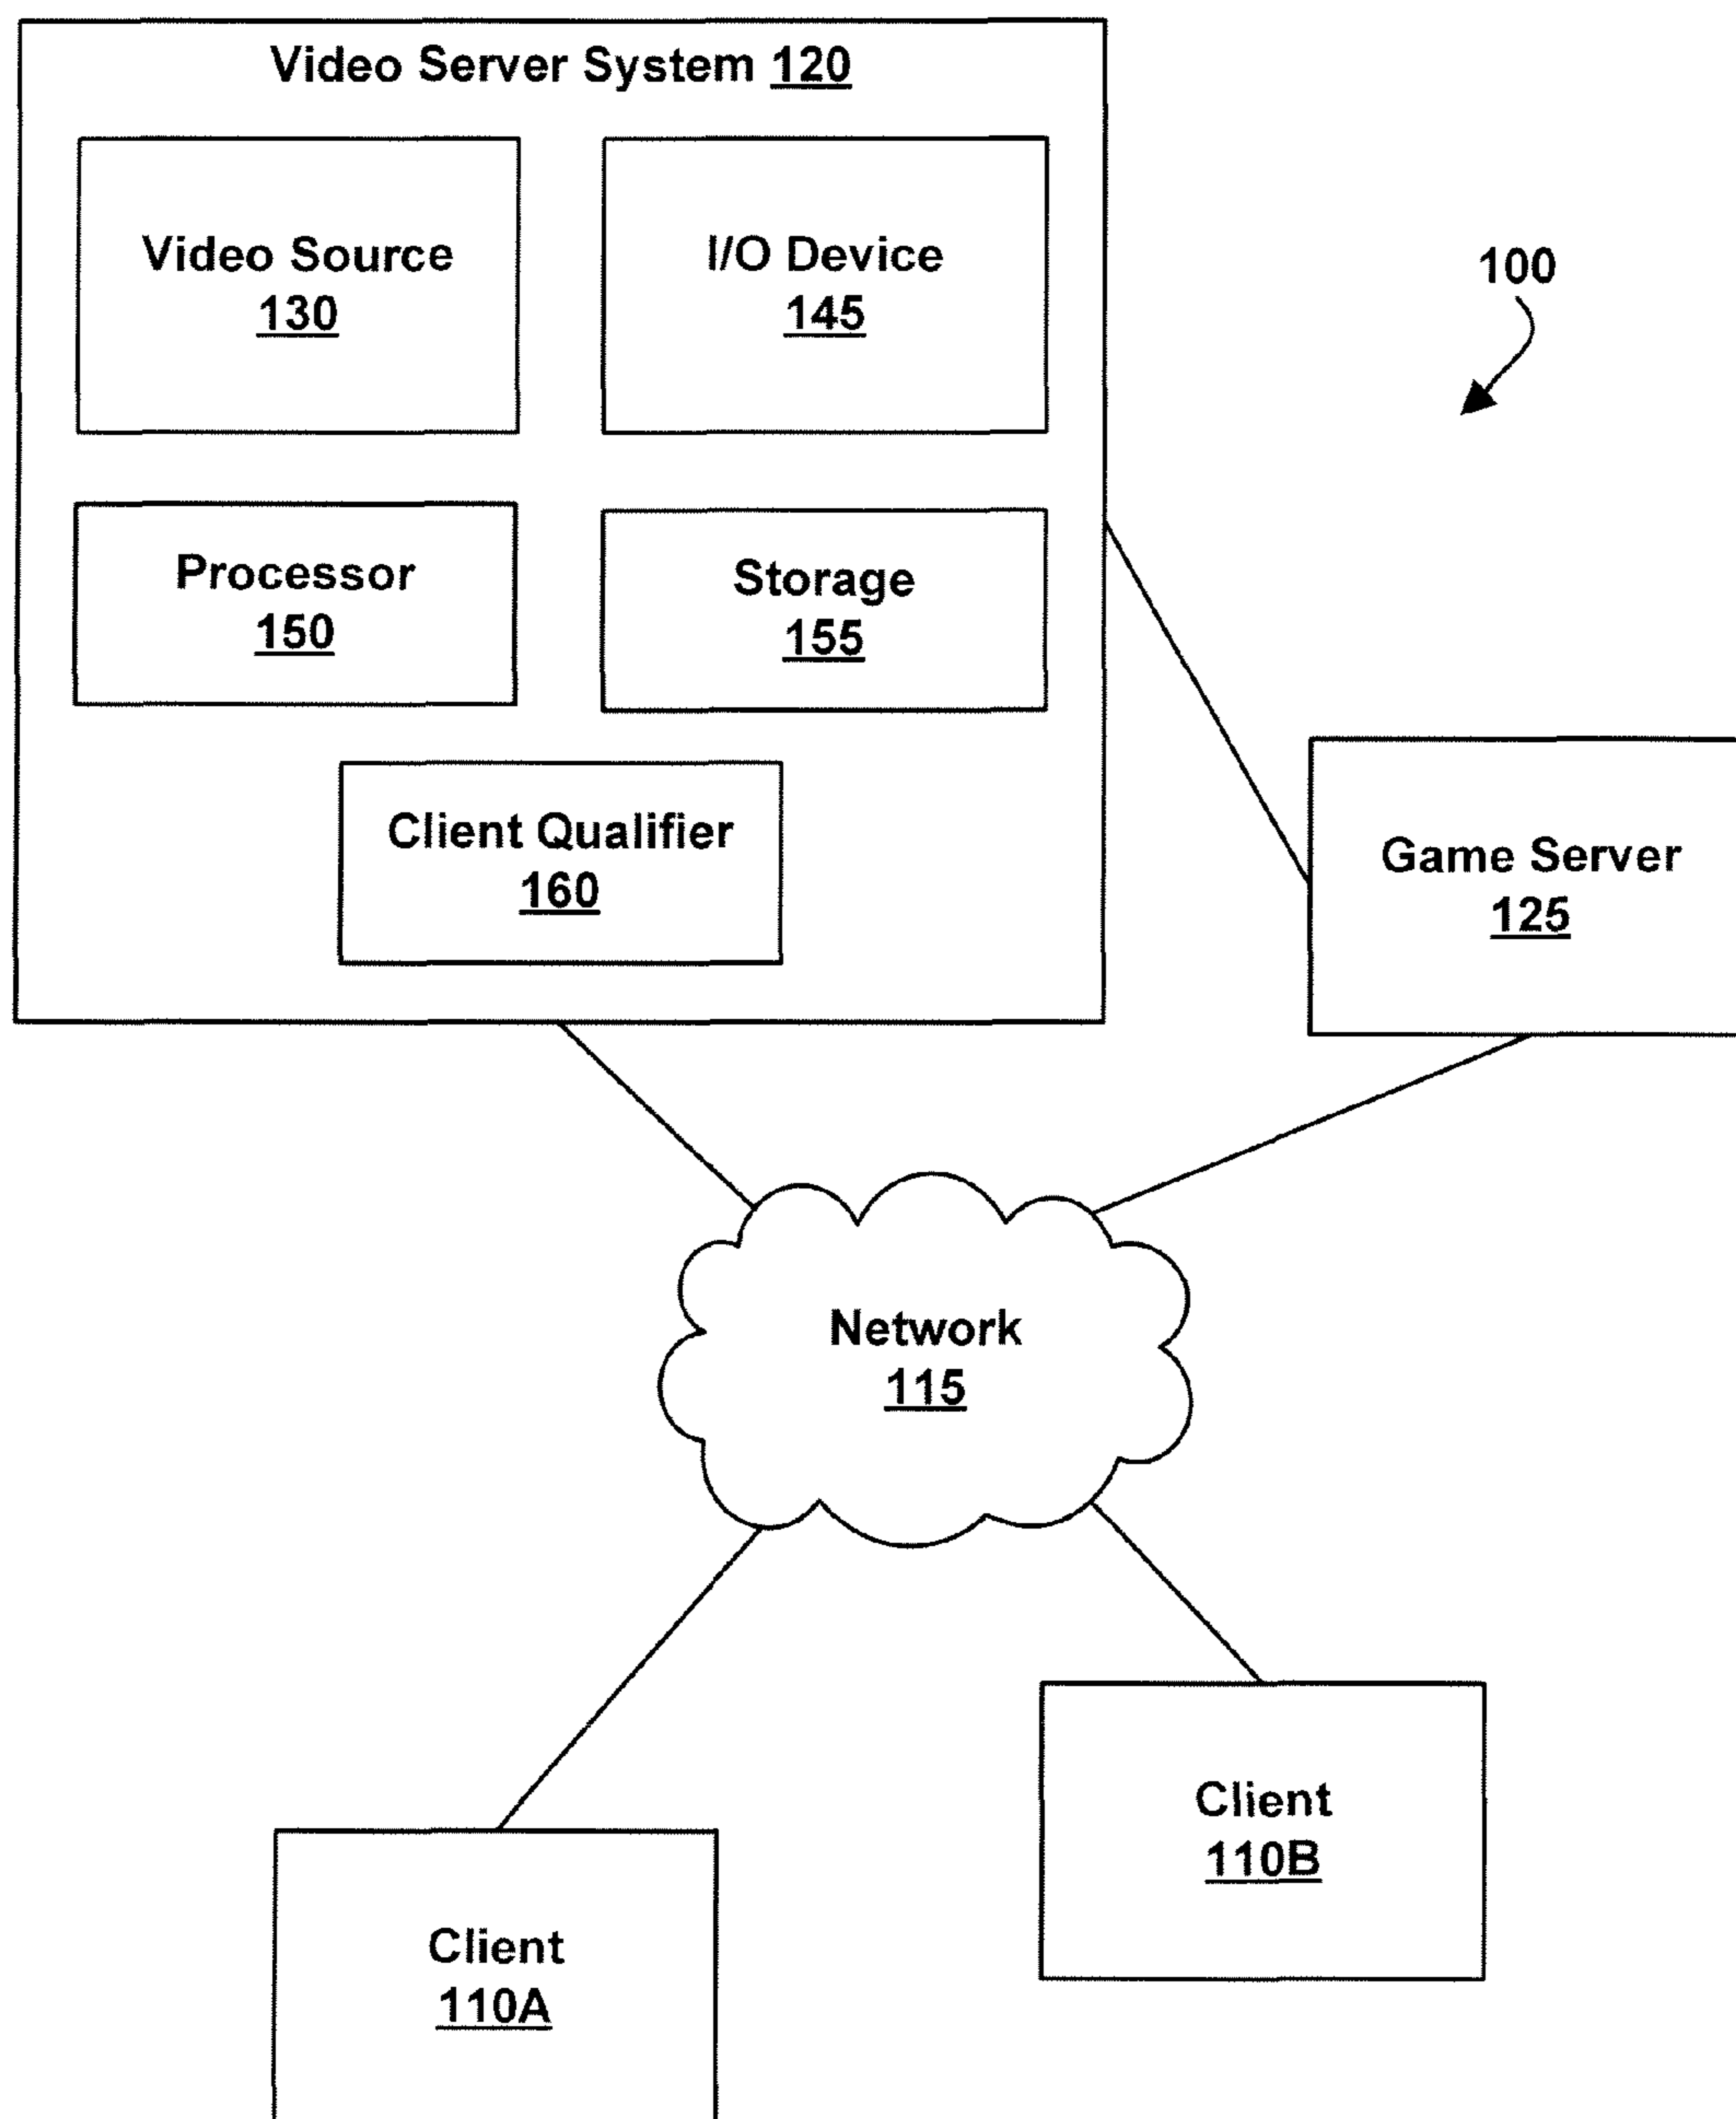 Video Server System 120
Video Source
130
I/O Device
145
100
Processor
150
Storage
155
Client Qualifier
160
Game Server
125
Network
115
Client
110B
Client
110A